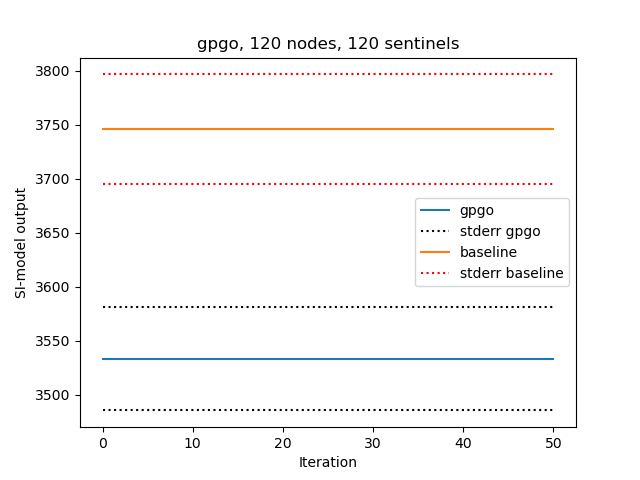 gpgo, 120 nodes, 120 sentinels
SI-model output
3800
3750
3700
3650
3600
3550
3500
gpgo
stderr gpgo
baseline
stderr baseline
0
10
20
30
40
50
Iteration